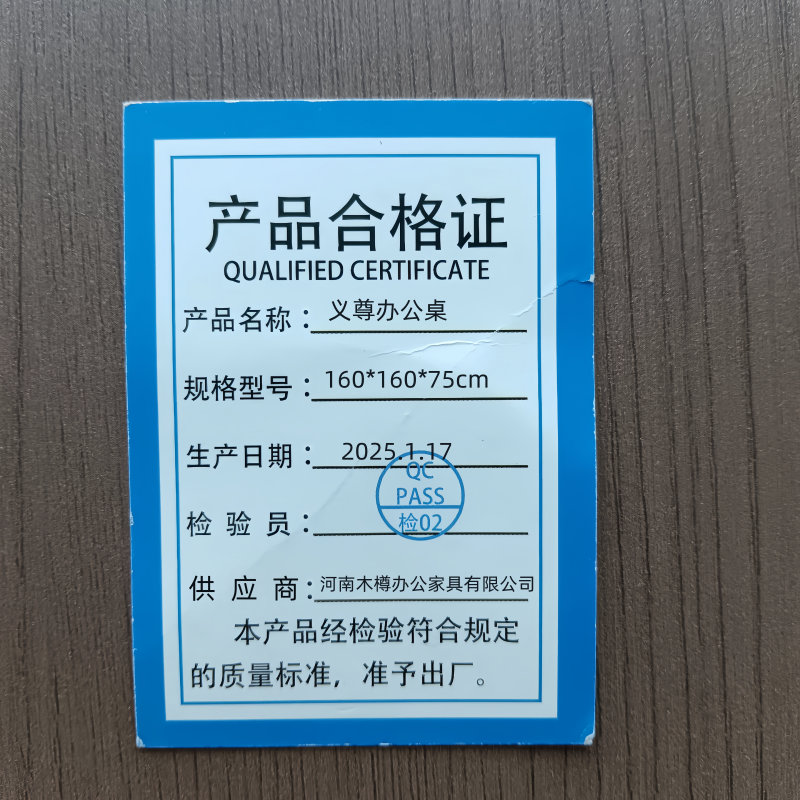 产品合格证
QUALIFIED CERTIFICATE
产品名称：义尊办公桌
规格型号：160*160*75cm
生产日期：2025.1.17
QC
PASS
检验员：
检02
供应商：河南木樽办公家具有限公司
本产品经检验符合规定
的质量标准，准予出厂。